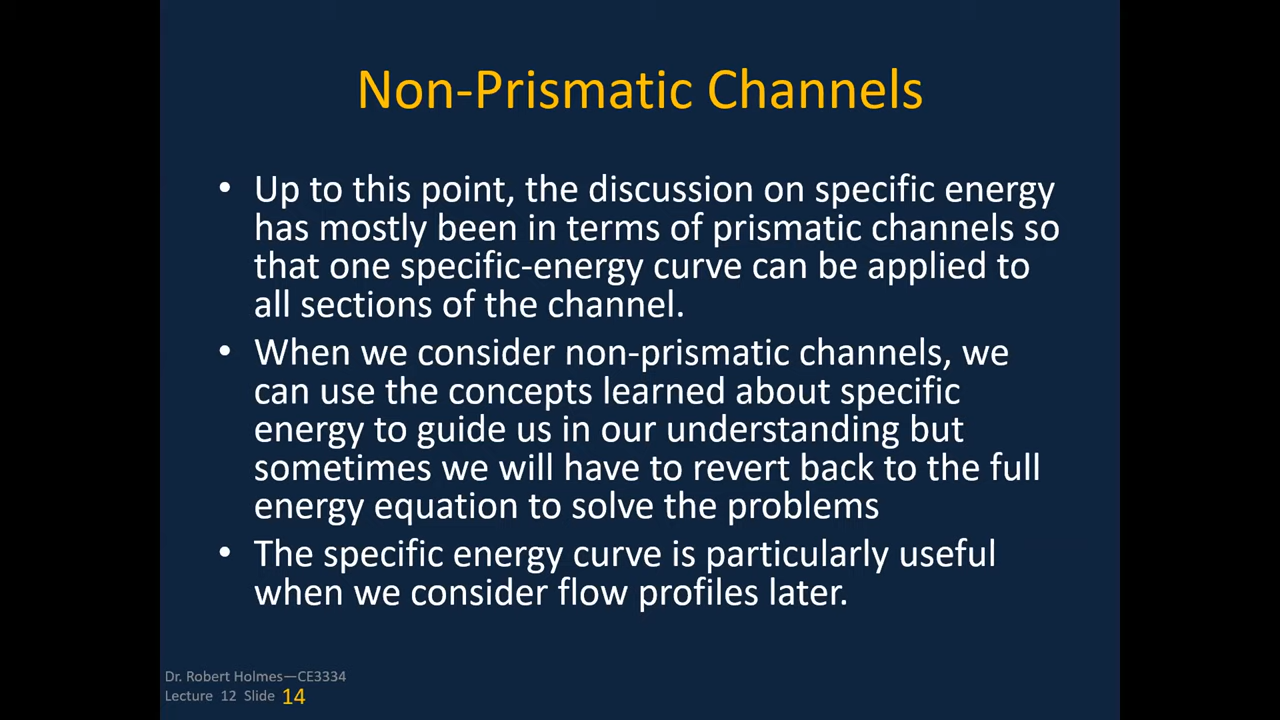 Non-Prismatic Channels
• Up to this point, the discussion on specific energy
has mostly been in terms of prismatic channels so
that one specific-energy curve can be applied to
all sections of the channel.
• When we consider non-prismatic channels, we
can use the concepts learned about specific
energy to guide us in our understanding but
sometimes we will have to revert back to the full
energy equation to solve the problems
• The specific energy curve is particularly useful
when we consider flow profiles later.
Dr. Robert Holmes—CE3334
Lecture 12 Slide 14